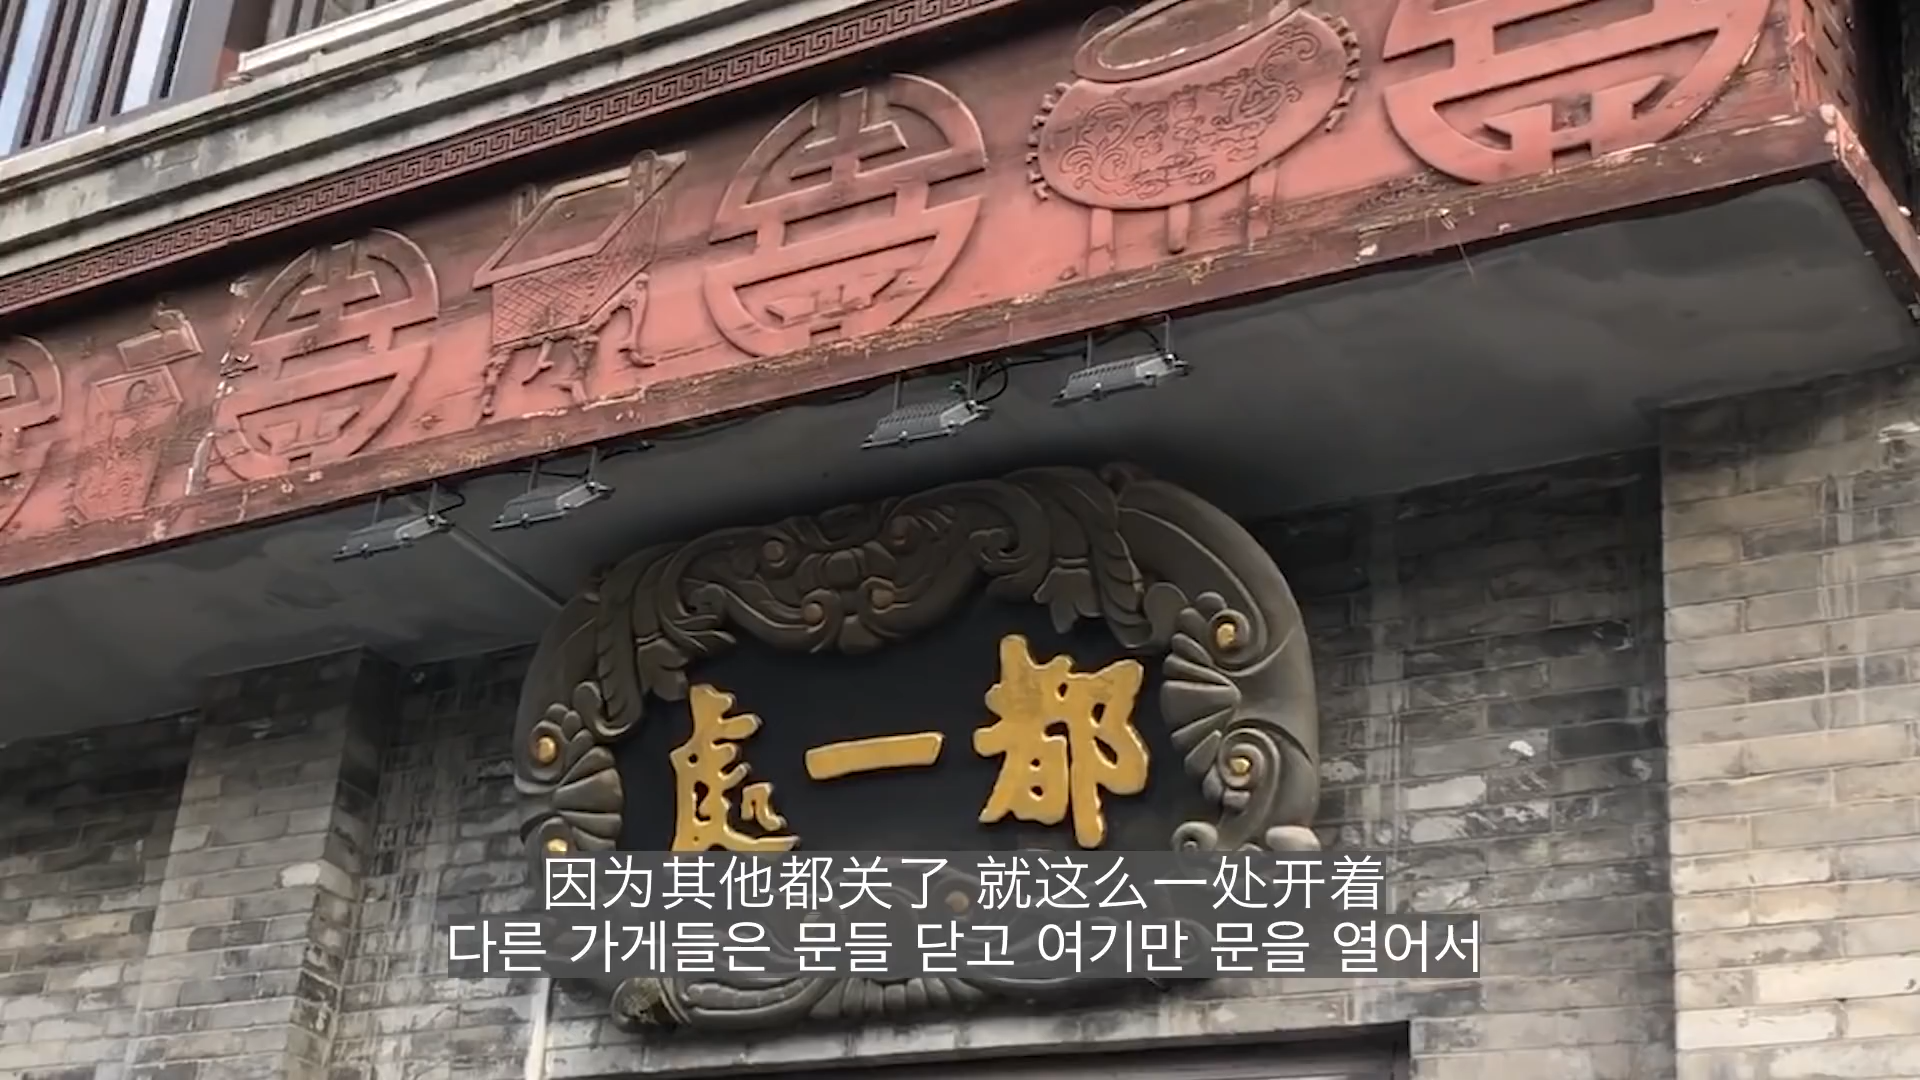 都一處
因为其他都关了 就这么一处开着
다른 가게들은 문들 닫고 여기만 문을 열어서